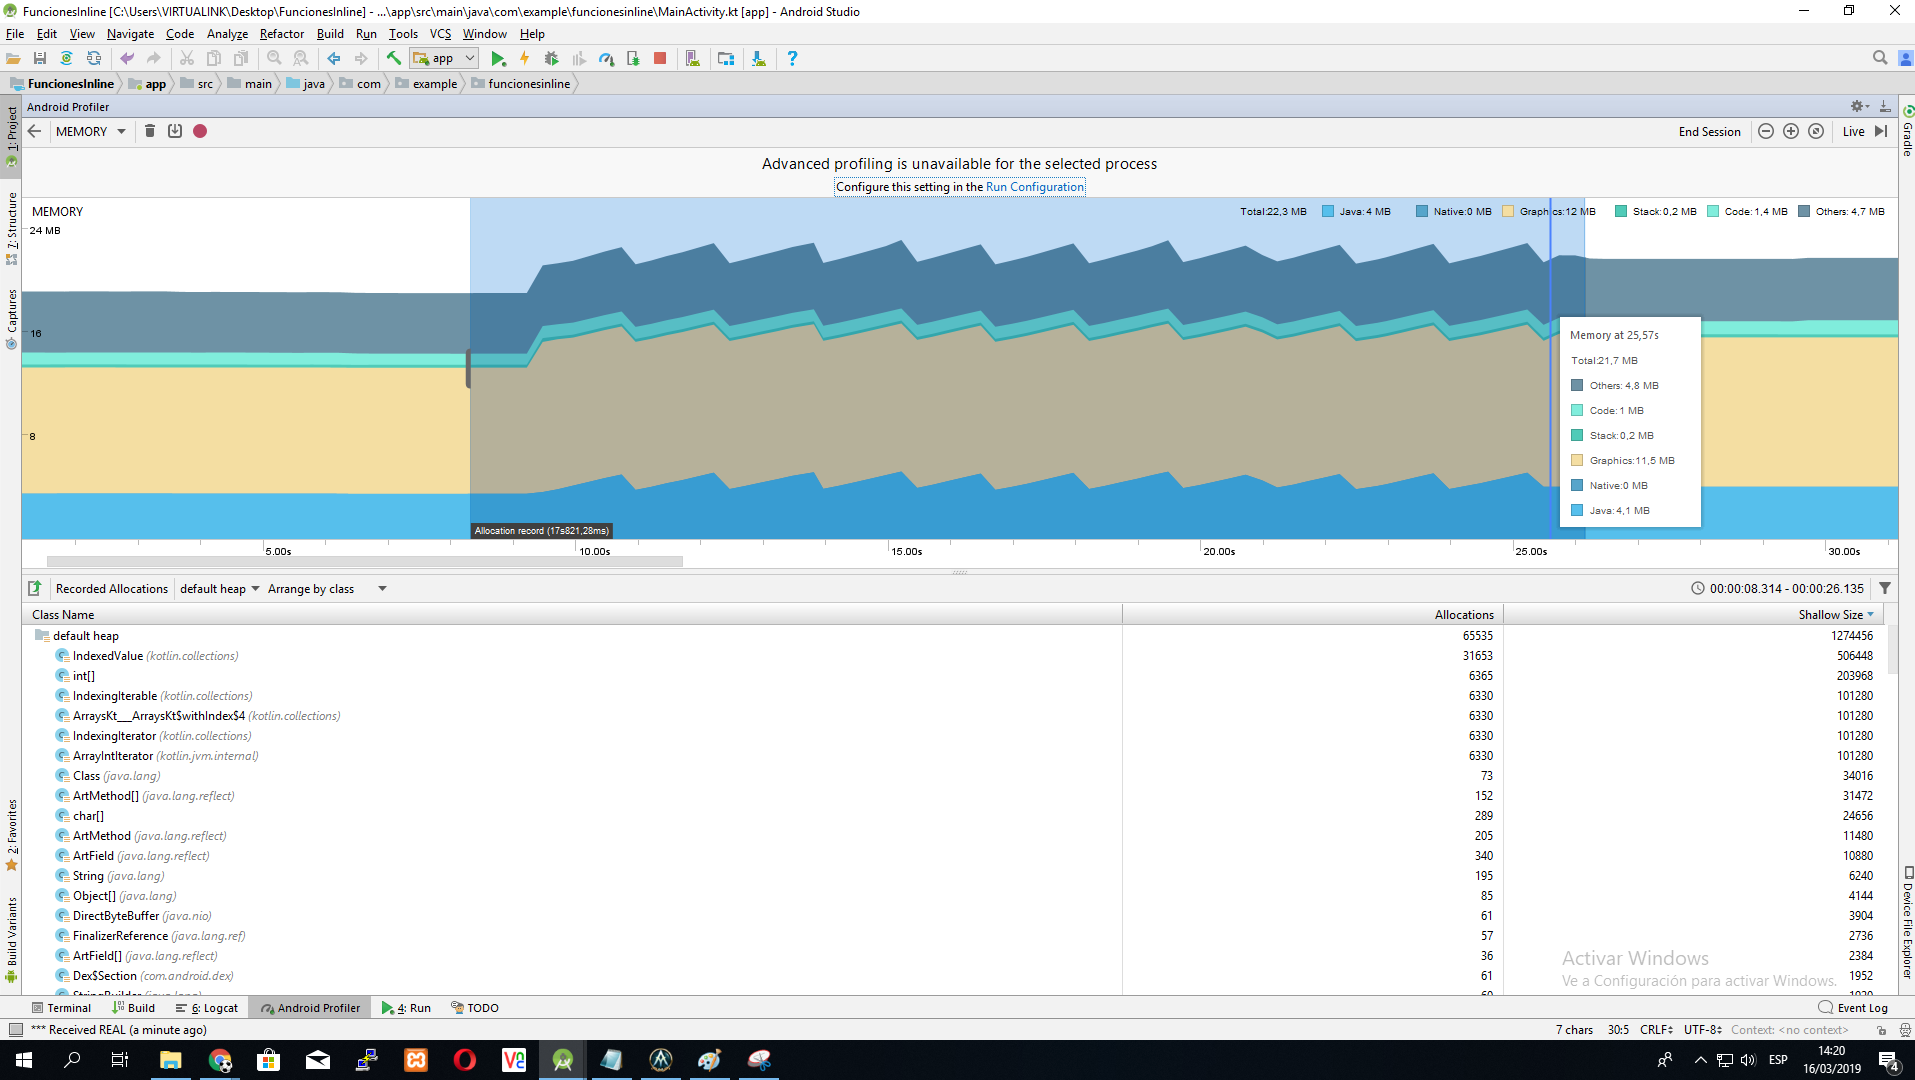 FuncionesInline [C:\Users\VIRTUALINK\Desktop\FuncionesInline] - ...\app\src\main\java\com\example\funcionesinline\MainActivity.kt [app] - Android Studio
File Edit View Navigate Code Analyze Refactor Build Run Tools VCS Window Help
app
FuncionesInline app src main java com example funcionesinline
Android Profiler
MEMORY End Session Live
Advanced profiling is unavailable for the selected process
Configure this setting in the Run Configuration
MEMORY Total:22,3 MB Java: 4 MB Native:0 MB Graphics:12 MB Stack:0,2 MB Code: 1,4 MB Others: 4,7 MB
24 MB
16
8
Memory at 25,57s
Total:21,7 MB
Others: 4,8 MB
Code: 1 MB
Stack:0,2 MB
Graphics:11,5 MB
Native:0 MB
Java: 4,1 MB
Allocation record (17s821,28ms)
5.00s 10.00s 15.00s 20.00s 25.00s 30.00s
Recorded Allocations default heap Arrange by class 00:00:08.314 - 00:00:26.135
Class Name Allocations Shallow Size
default heap 65535 1274456
IndexedValue (kotlin.collections) 31653 506448
int[] 6365 203968
IndexingIterable (kotlin.collections) 6330 101280
ArraysKt___ArraysKt$withIndex$4 (kotlin.collections) 6330 101280
IndexingIterator (kotlin.collections) 6330 101280
ArrayIntIterator (kotlin.jvm.internal) 6330 101280
Class (java.lang) 73 34016
ArtMethod[] (java.lang.reflect) 152 31472
char[] 289 24656
ArtMethod (java.lang.reflect) 205 11480
ArtField (java.lang.reflect) 340 10880
String (java.lang) 195 6240
Object[] (java.lang) 85 4144
DirectByteBuffer (java.nio) 61 3904
FinalizerReference (java.lang.ref) 57 2736
ArtField[] (java.lang.reflect) 36 2384
Dex$Section (com.android.dex) 61 1952
StringBuilder (java.lang) 60 1920
Activar Windows
Ve a Configuración para activar Windows.
1: Project
7: Structure
Captures
2: Favorites
Build Variants
Gradle
Device File Explorer
Terminal Build 6: Logcat Android Profiler 4: Run TODO Event Log
*** Received REAL (a minute ago) 7 chars 30:5 CRLF UTF-8 Context: <no context>
ESP 14:20
16/03/2019
4